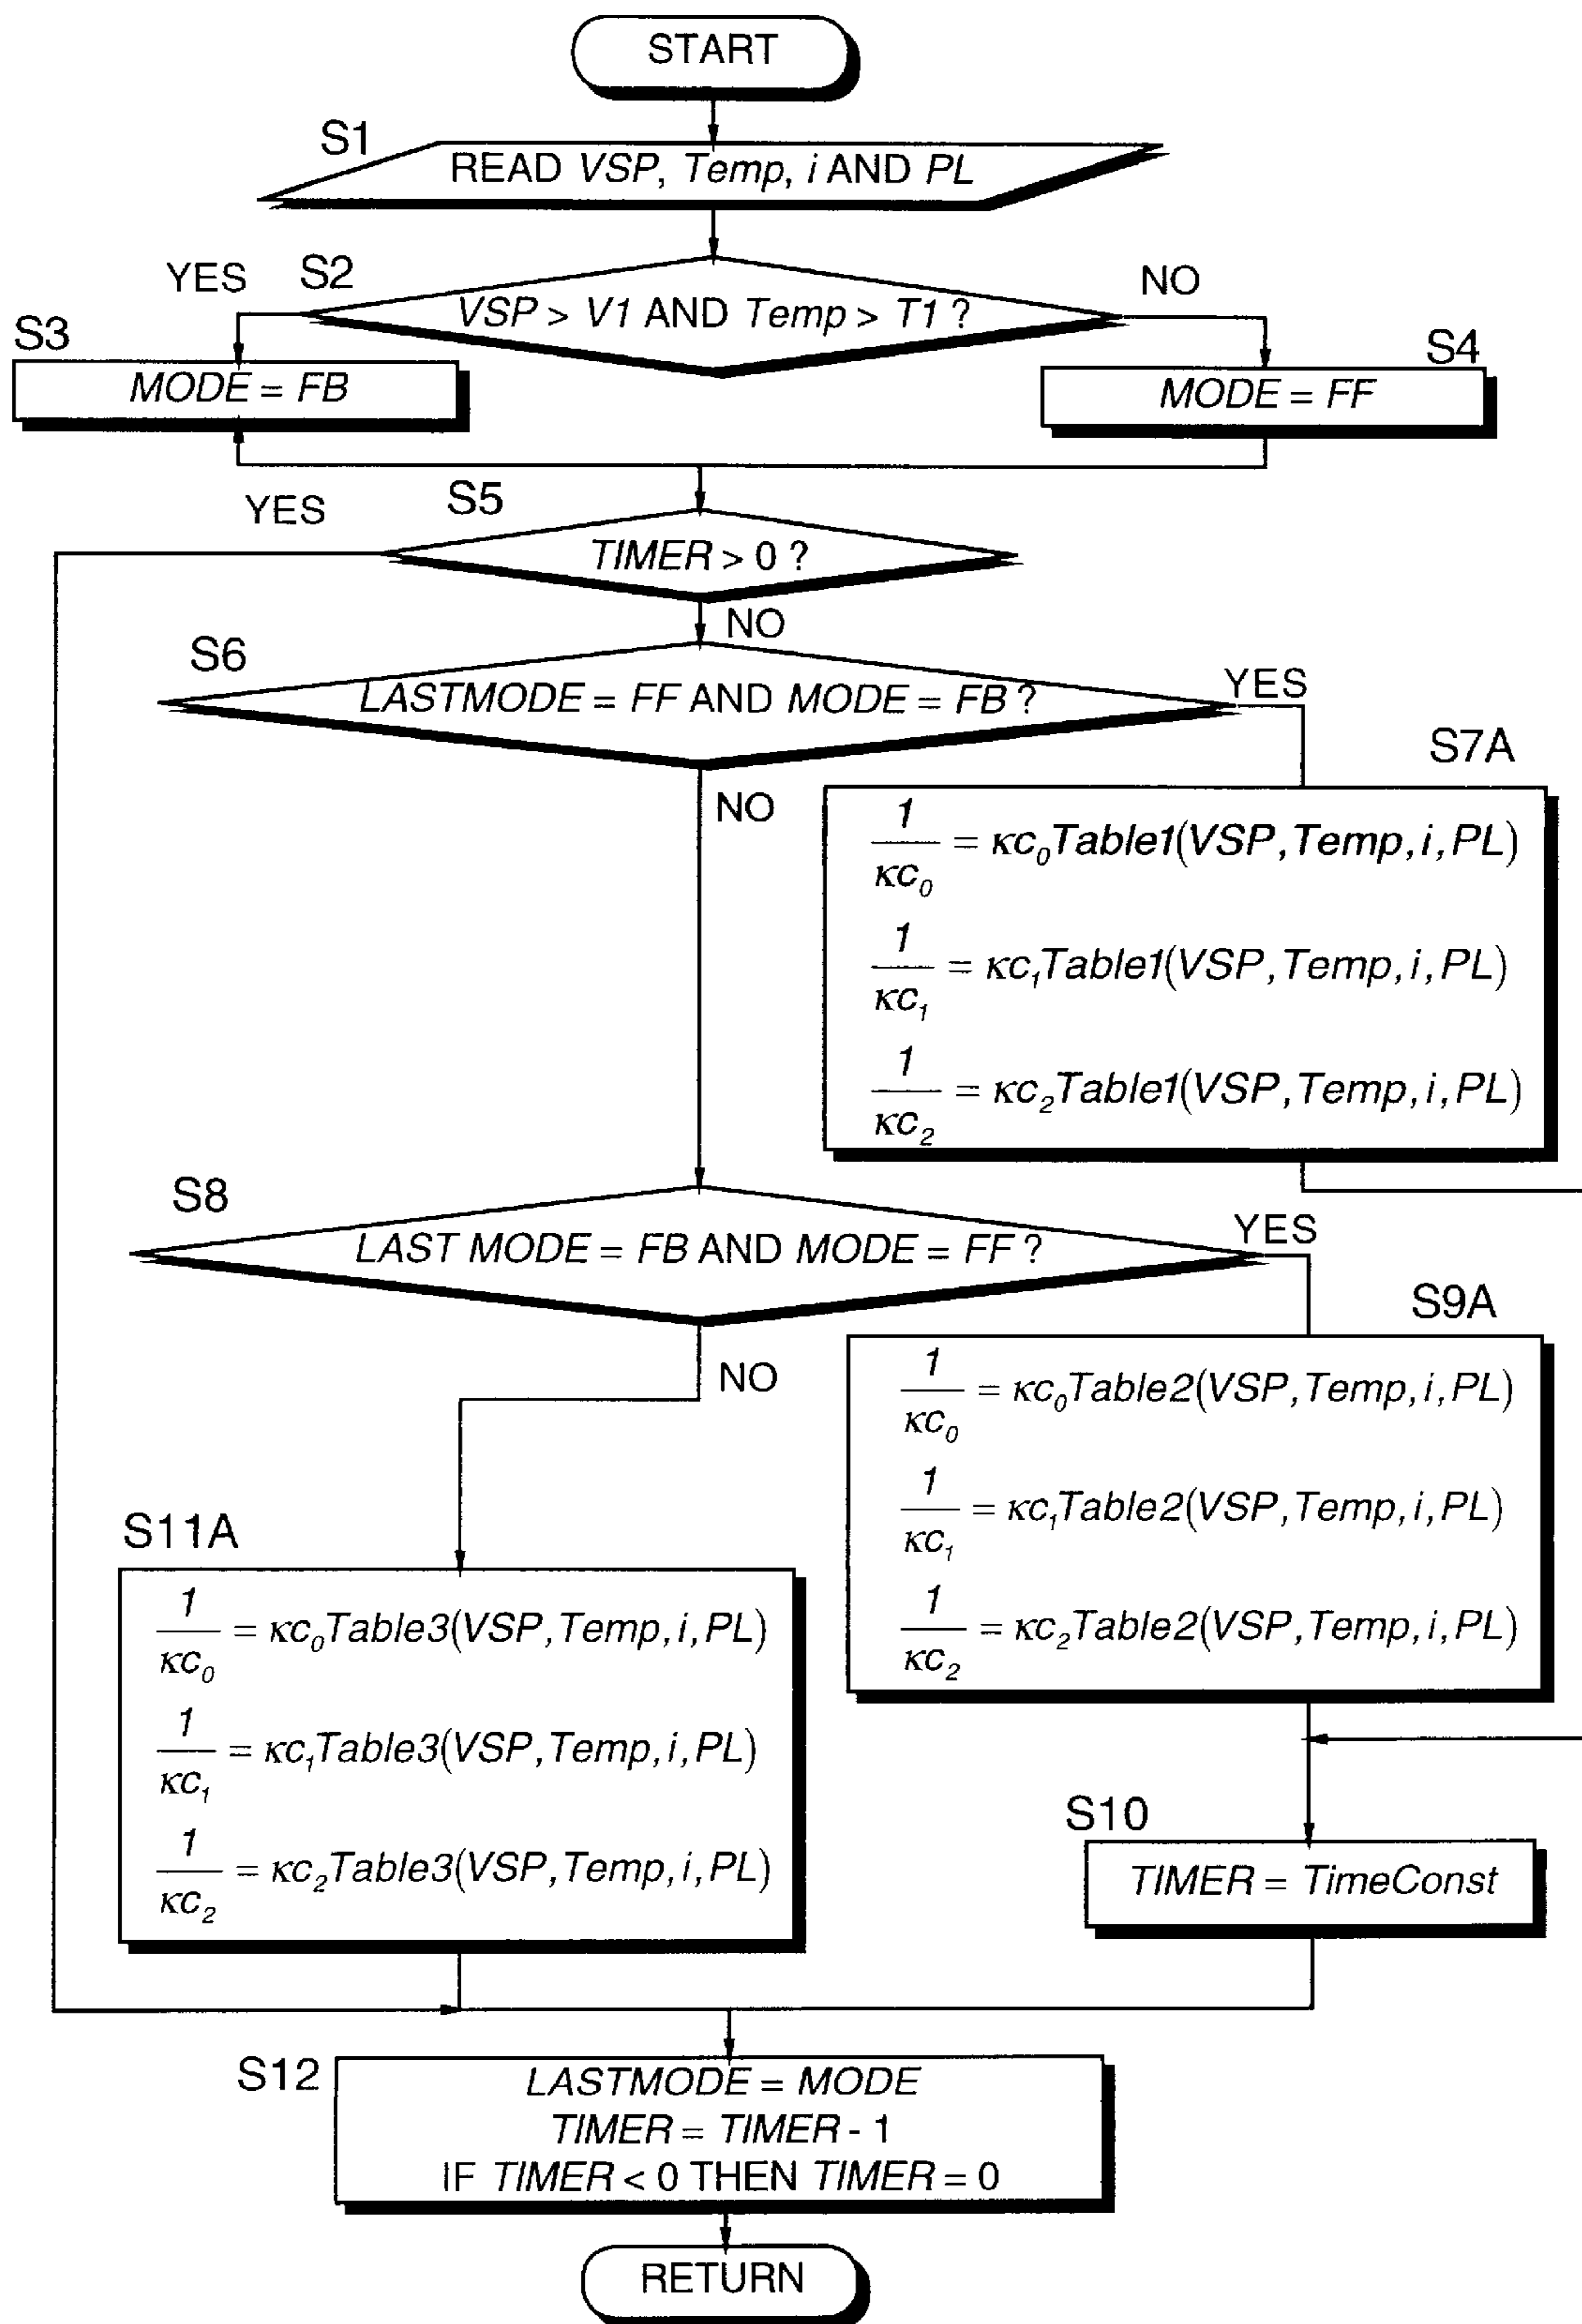 START
S1
READ VSP, Temp, i AND PL
YES
S2
NO
VSP > V1 AND Temp > T1 ?
S3
S4
MODE = FB
MODE = FF
YES
S5
TIMER > 0 ?
NO
S6
YES
LASTMODE = FF AND MODE = FB ?
S7A
NO
1/κc₀ = κc₀Table1(VSP,Temp,i,PL)
1/κc₁ = κc₁Table1(VSP,Temp,i,PL)
1/κc₂ = κc₂Table1(VSP,Temp,i,PL)
S8
YES
LAST MODE = FB AND MODE = FF ?
S9A
NO
1/κc₀ = κc₀Table2(VSP,Temp,i,PL)
1/κc₁ = κc₁Table2(VSP,Temp,i,PL)
1/κc₂ = κc₂Table2(VSP,Temp,i,PL)
S11A
1/κc₀ = κc₀Table3(VSP,Temp,i,PL)
1/κc₁ = κc₁Table3(VSP,Temp,i,PL)
1/κc₂ = κc₂Table3(VSP,Temp,i,PL)
S10
TIMER = TimeConst
S12
LASTMODE = MODE
TIMER = TIMER - 1
IF TIMER < 0 THEN TIMER = 0
RETURN